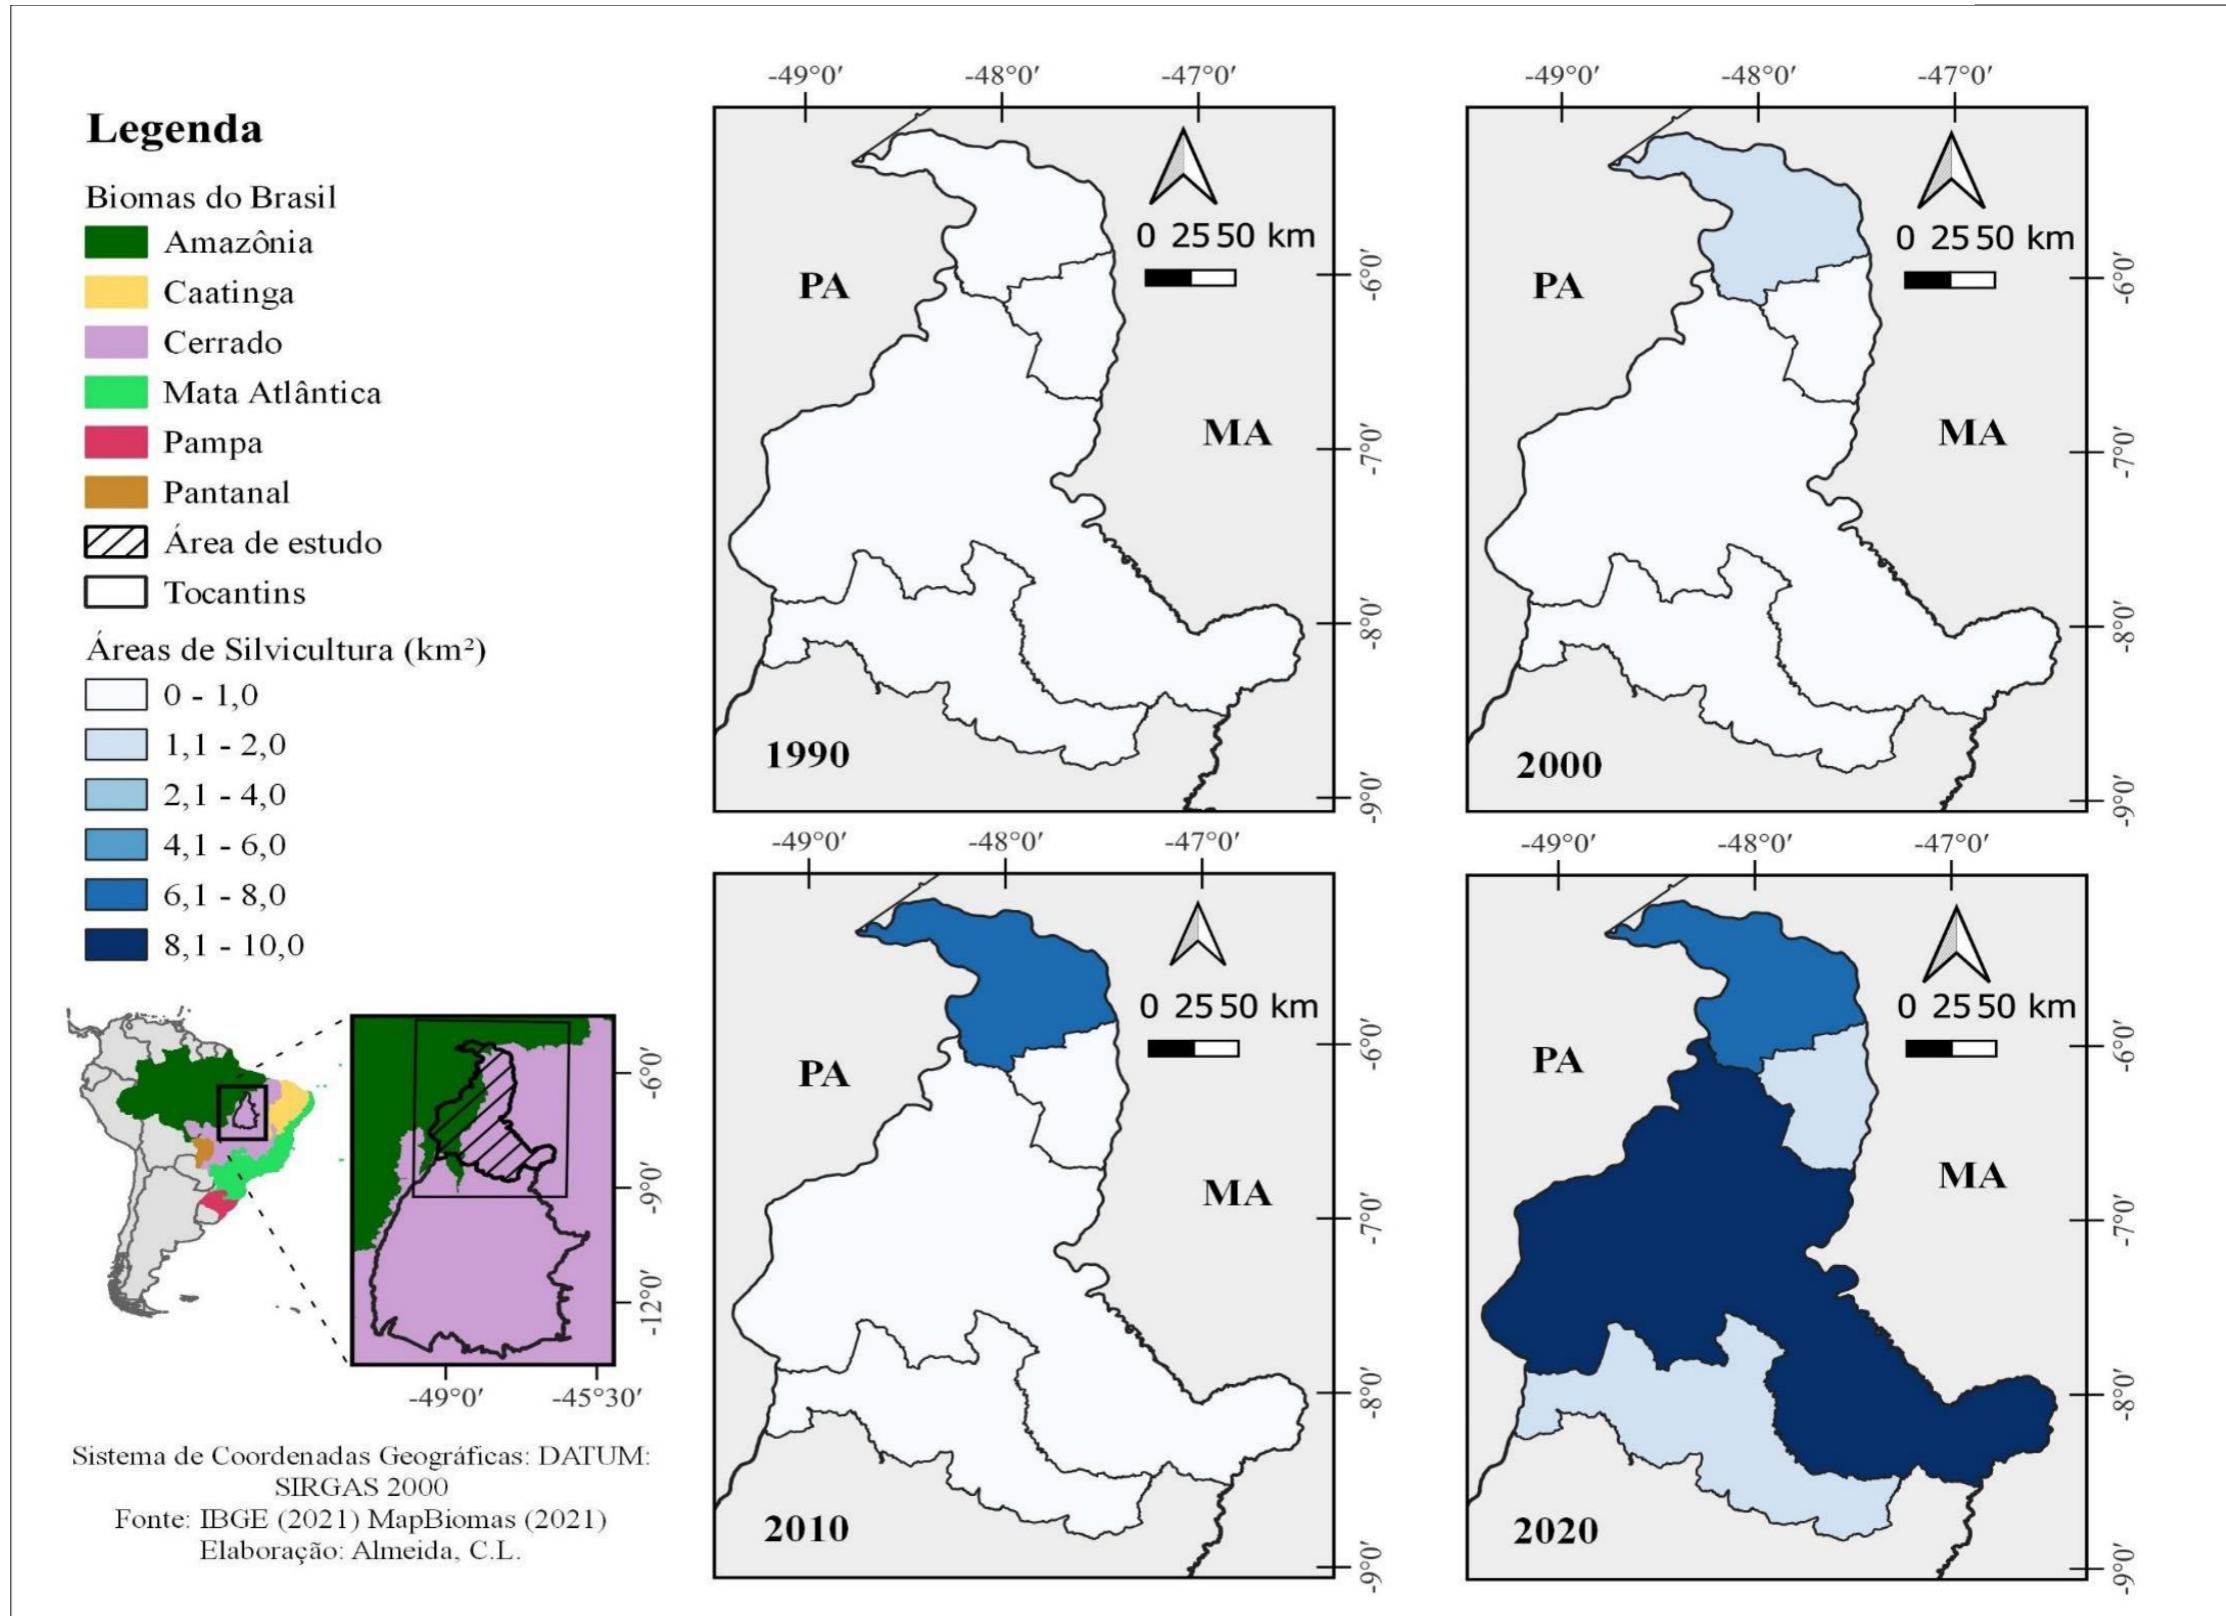 Legenda
Biomas do Brasil
Amazônia
Caatinga
Cerrado
Mata Atlântica
Pampa
Pantanal
Área de estudo
Tocantins
Áreas de Silvicultura (km²)
0 - 1,0
1,1 - 2,0
2,1 - 4,0
4,1 - 6,0
6,1 - 8,0
8,1 - 10,0
-6°0′
-9°0′
-12°0′
-49°0′ -45°30′
Sistema de Coordenadas Geográficas: DATUM:
SIRGAS 2000
Fonte: IBGE (2021) MapBiomas (2021)
Elaboração: Almeida, C.L.
-49°0′ -48°0′ -47°0′
0 25 50 km
PA
MA
1990
-6°0′
-7°0′
-8°0′
-9°0′
-49°0′ -48°0′ -47°0′
0 25 50 km
PA
MA
2000
-6°0′
-7°0′
-8°0′
-9°0′
-49°0′ -48°0′ -47°0′
0 25 50 km
PA
MA
2010
-6°0′
-7°0′
-8°0′
-9°0′
-49°0′ -48°0′ -47°0′
0 25 50 km
PA
MA
2020
-6°0′
-7°0′
-8°0′
-9°0′